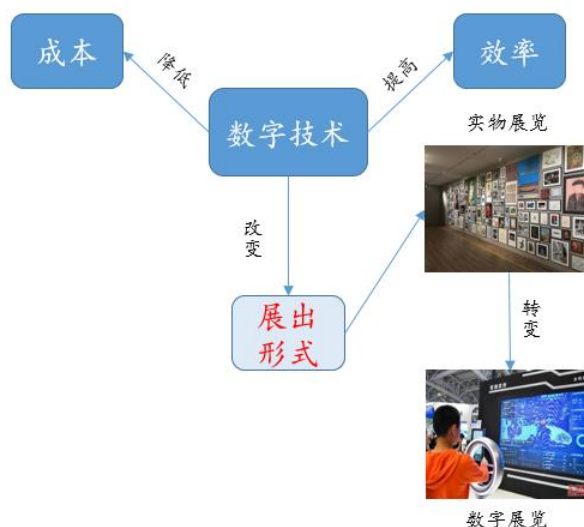 成本
降低
数字技术
提高
效率
实物展览
改
变
展出
形式
转
变
数字展览